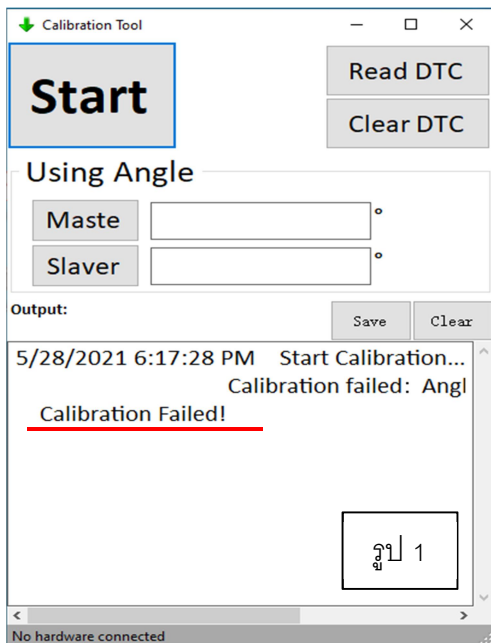 Calibration Tool
Start
Read DTC
Clear DTC
Using Angle
Maste °
Slaver °
Output:
Save Clear
5/28/2021 6:17:28 PM Start Calibration...
Calibration failed: Angl
Calibration Failed!
รูป 1
No hardware connected